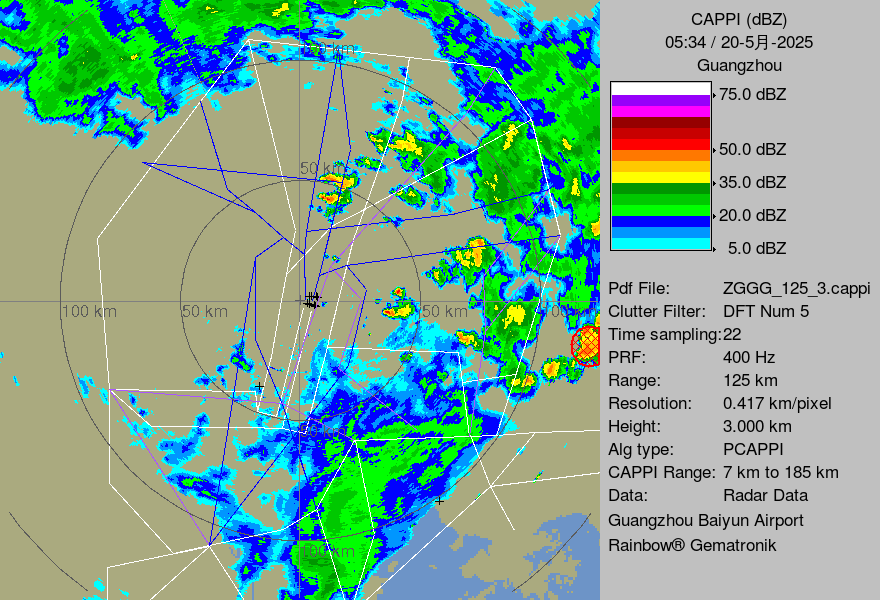 CAPPI (dBZ)
05:34 / 20-5月-2025
Guangzhou
75.0 dBZ
50.0 dBZ
35.0 dBZ
20.0 dBZ
5.0 dBZ
Pdf File: ZGGG_125_3.cappi
Clutter Filter: DFT Num 5
Time sampling:22
PRF: 400 Hz
Range: 125 km
Resolution: 0.417 km/pixel
Height: 3.000 km
Alg type: PCAPPI
CAPPI Range: 7 km to 185 km
Data: Radar Data
Guangzhou Baiyun Airport
Rainbow® Gematronik
100 km
50 km
100 km
50 km
50 km
100 km
50 km
100 km